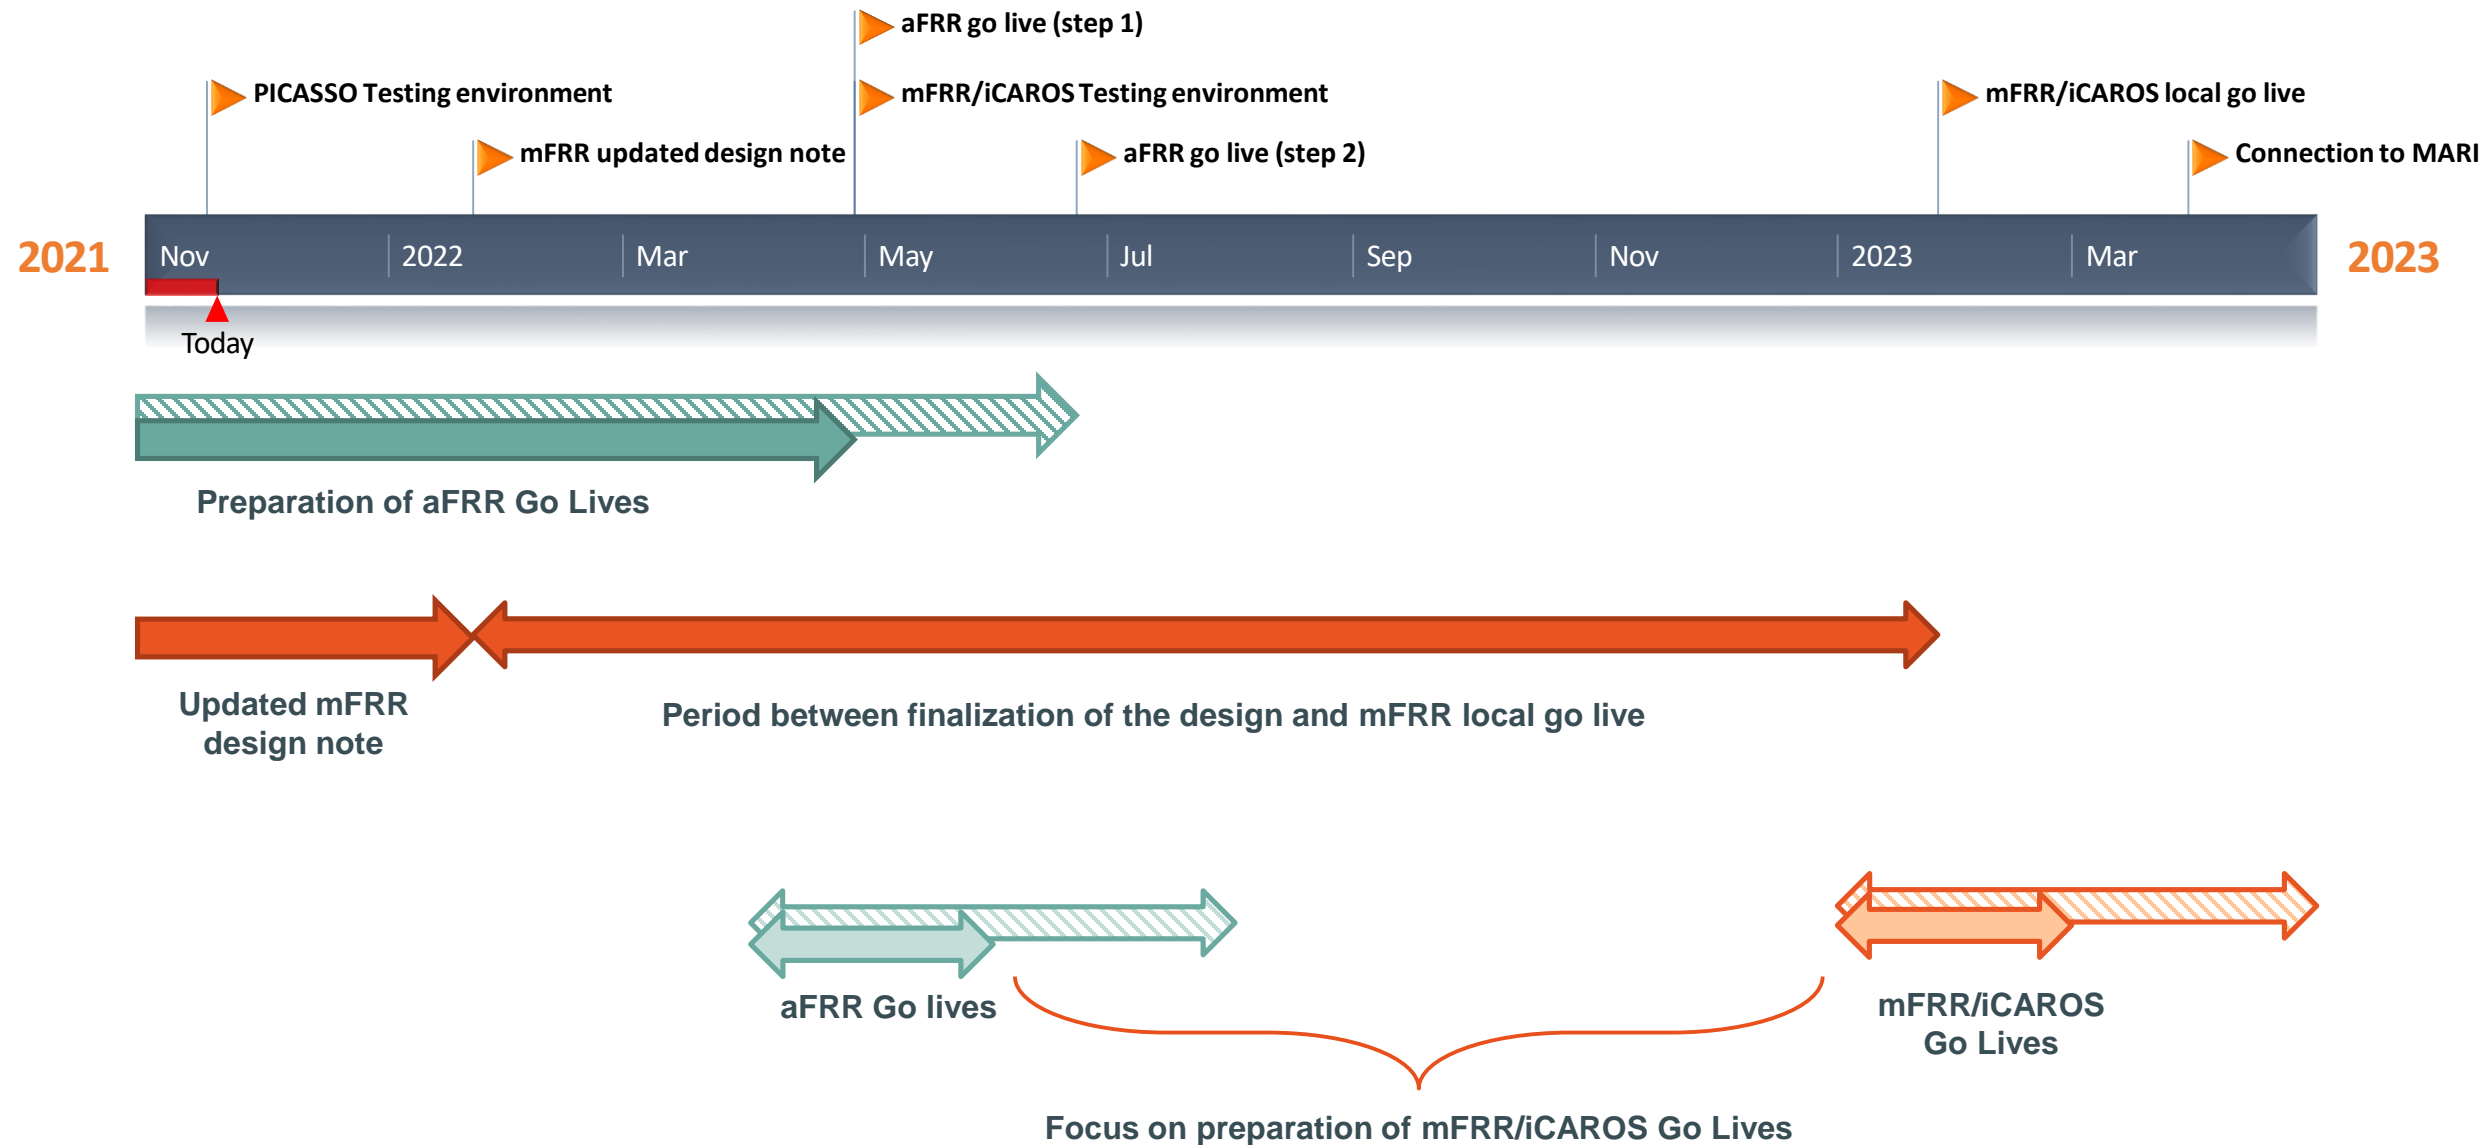 aFRR go live (step 1)
PICASSO Testing environment
mFRR/iCAROS Testing environment
mFRR/iCAROS local go live
mFRR updated design note
aFRR go live (step 2)
Connection to MARI
2021
Nov
2022
Mar
May
Jul
Sep
Nov
2023
Mar
2023
Today
Preparation of aFRR Go Lives
Updated mFRR
design note
Period between finalization of the design and mFRR local go live
aFRR Go lives
mFRR/iCAROS
Go Lives
Focus on preparation of mFRR/iCAROS Go Lives